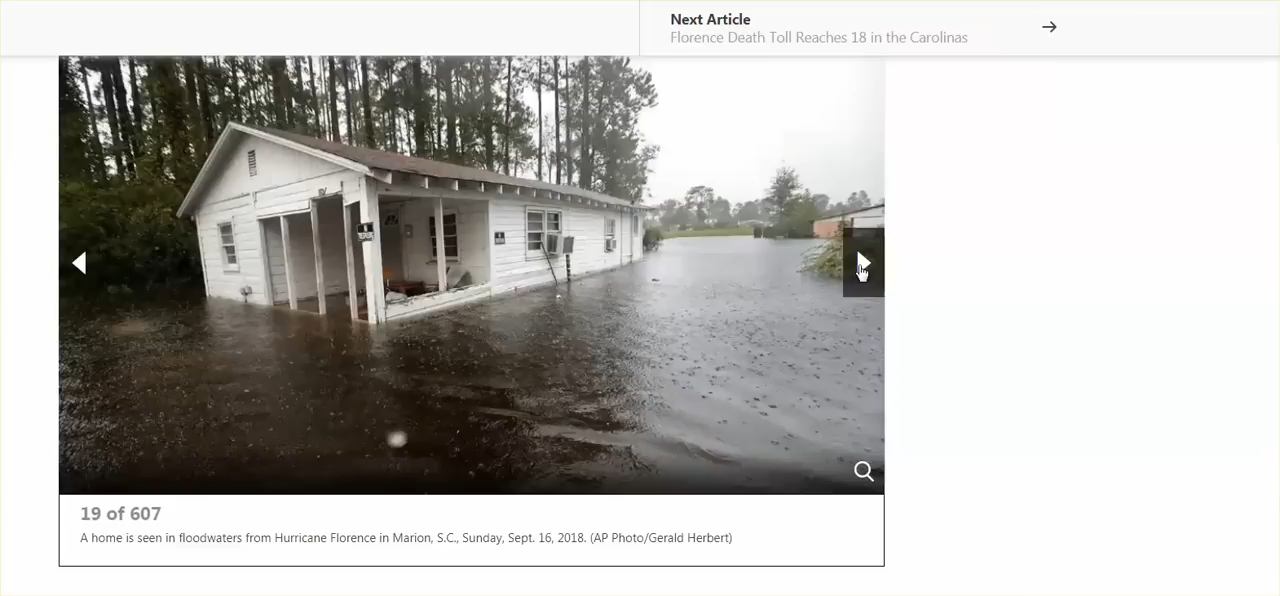 Next Article
Florence Death Toll Reaches 18 in the Carolinas
19 of 607
A home is seen in floodwaters from Hurricane Florence in Marion, S.C., Sunday, Sept. 16, 2018. (AP Photo/Gerald Herbert)